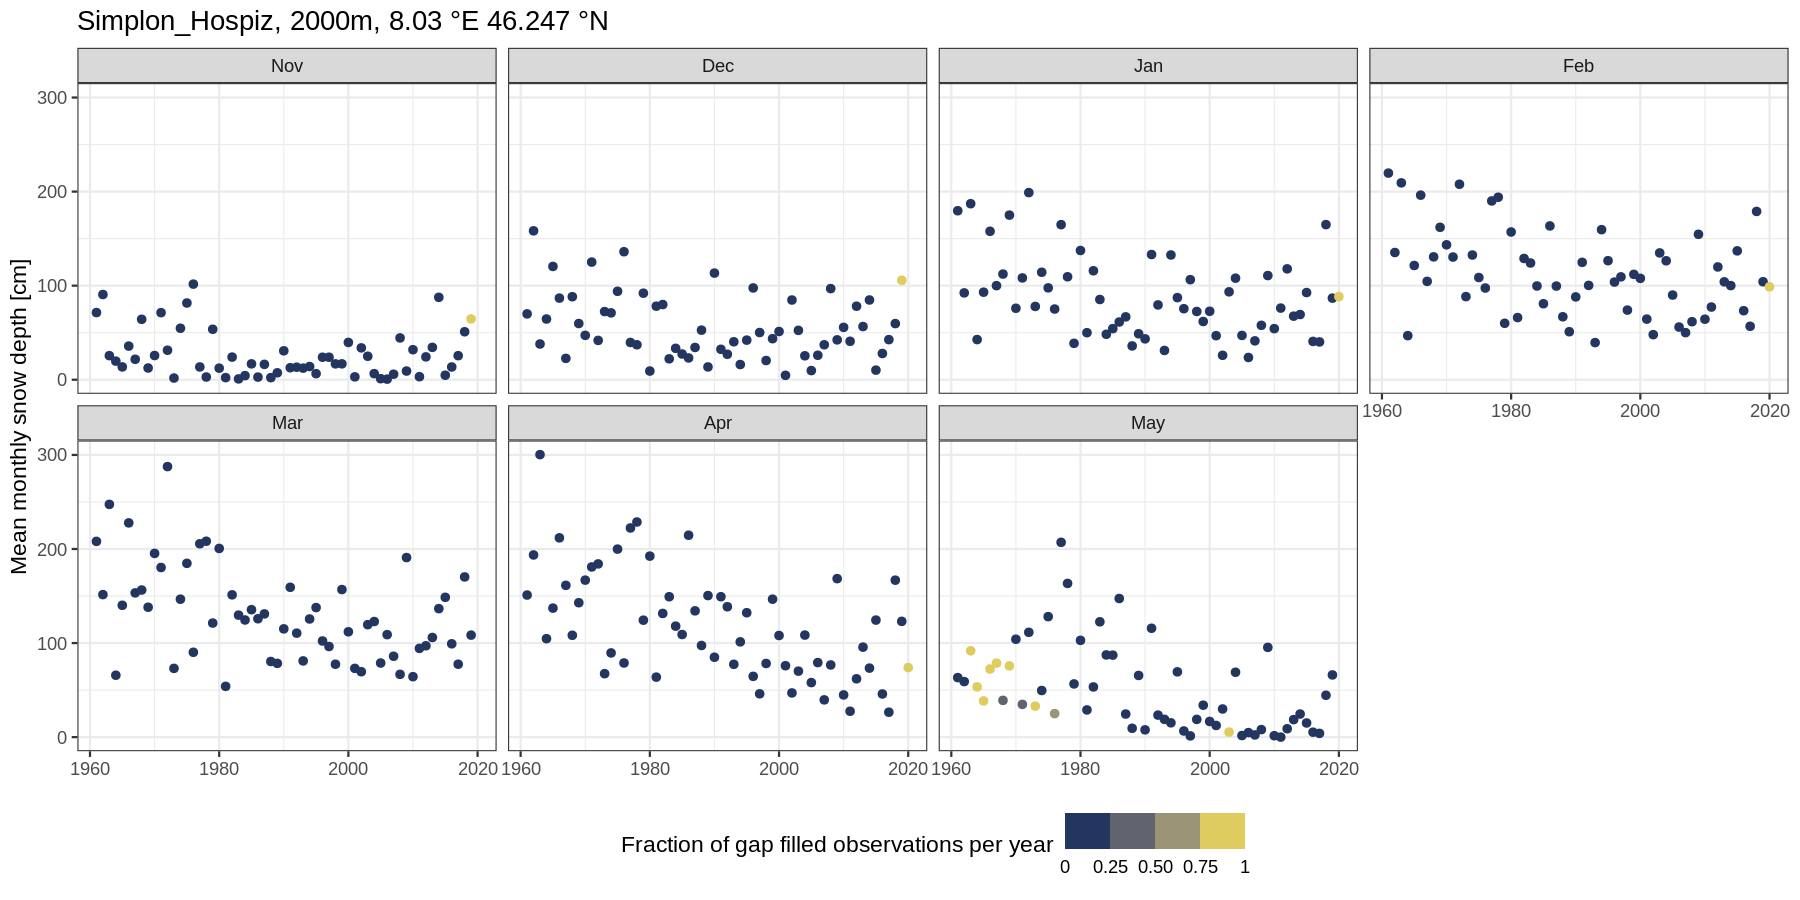 Simplon_Hospiz, 2000m, 8.03 °E 46.247 °N
Nov
Dec
Jan
Feb
300
200
100
0
1960
1980
2000
2020
Mean monthly snow depth [cm]
Mar
Apr
May
300
200
100
0
1960
1980
2000
2020
1960
1980
2000
2020
1960
1980
2000
2020
Fraction of gap filled observations per year
0
0.25
0.50
0.75
1